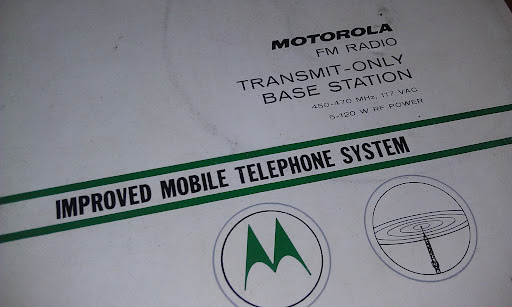 MOTOROLA
FM RADIO
TRANSMIT-ONLY
BASE STATION
450-470 MHz, 117 VAC
5-120 W RF POWER
IMPROVED MOBILE TELEPHONE SYSTEM